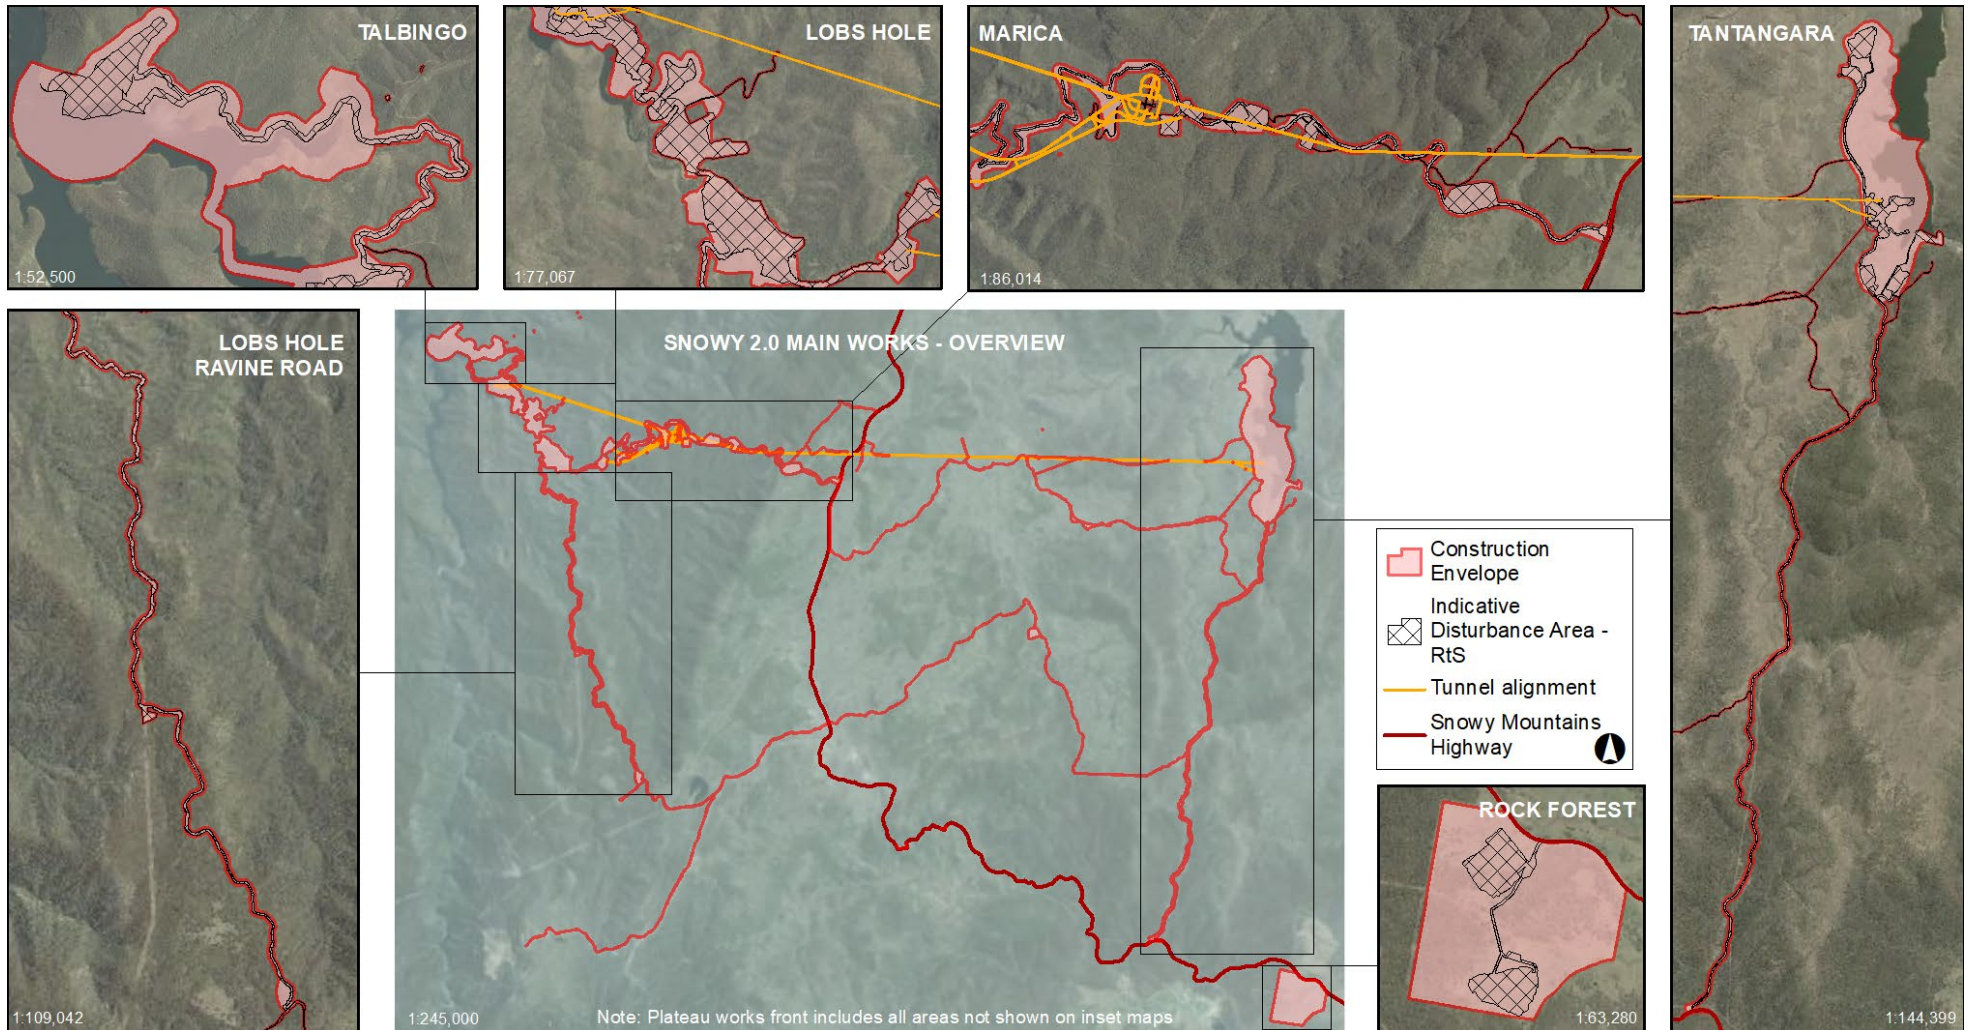 TALBINGO
1:52,500
LOBS HOLE
1:77,067
MARICA
1:86,014
TANTANGARA
1:144,399
LOBS HOLE
RAVINE ROAD
1:109,042
SNOWY 2.0 MAIN WORKS - OVERVIEW
1:245,000
Note: Plateau works front includes all areas not shown on inset maps
Construction
Envelope
Indicative
Disturbance Area -
RtS
Tunnel alignment
Snowy Mountains
Highway
ROCK FOREST
1:63,280